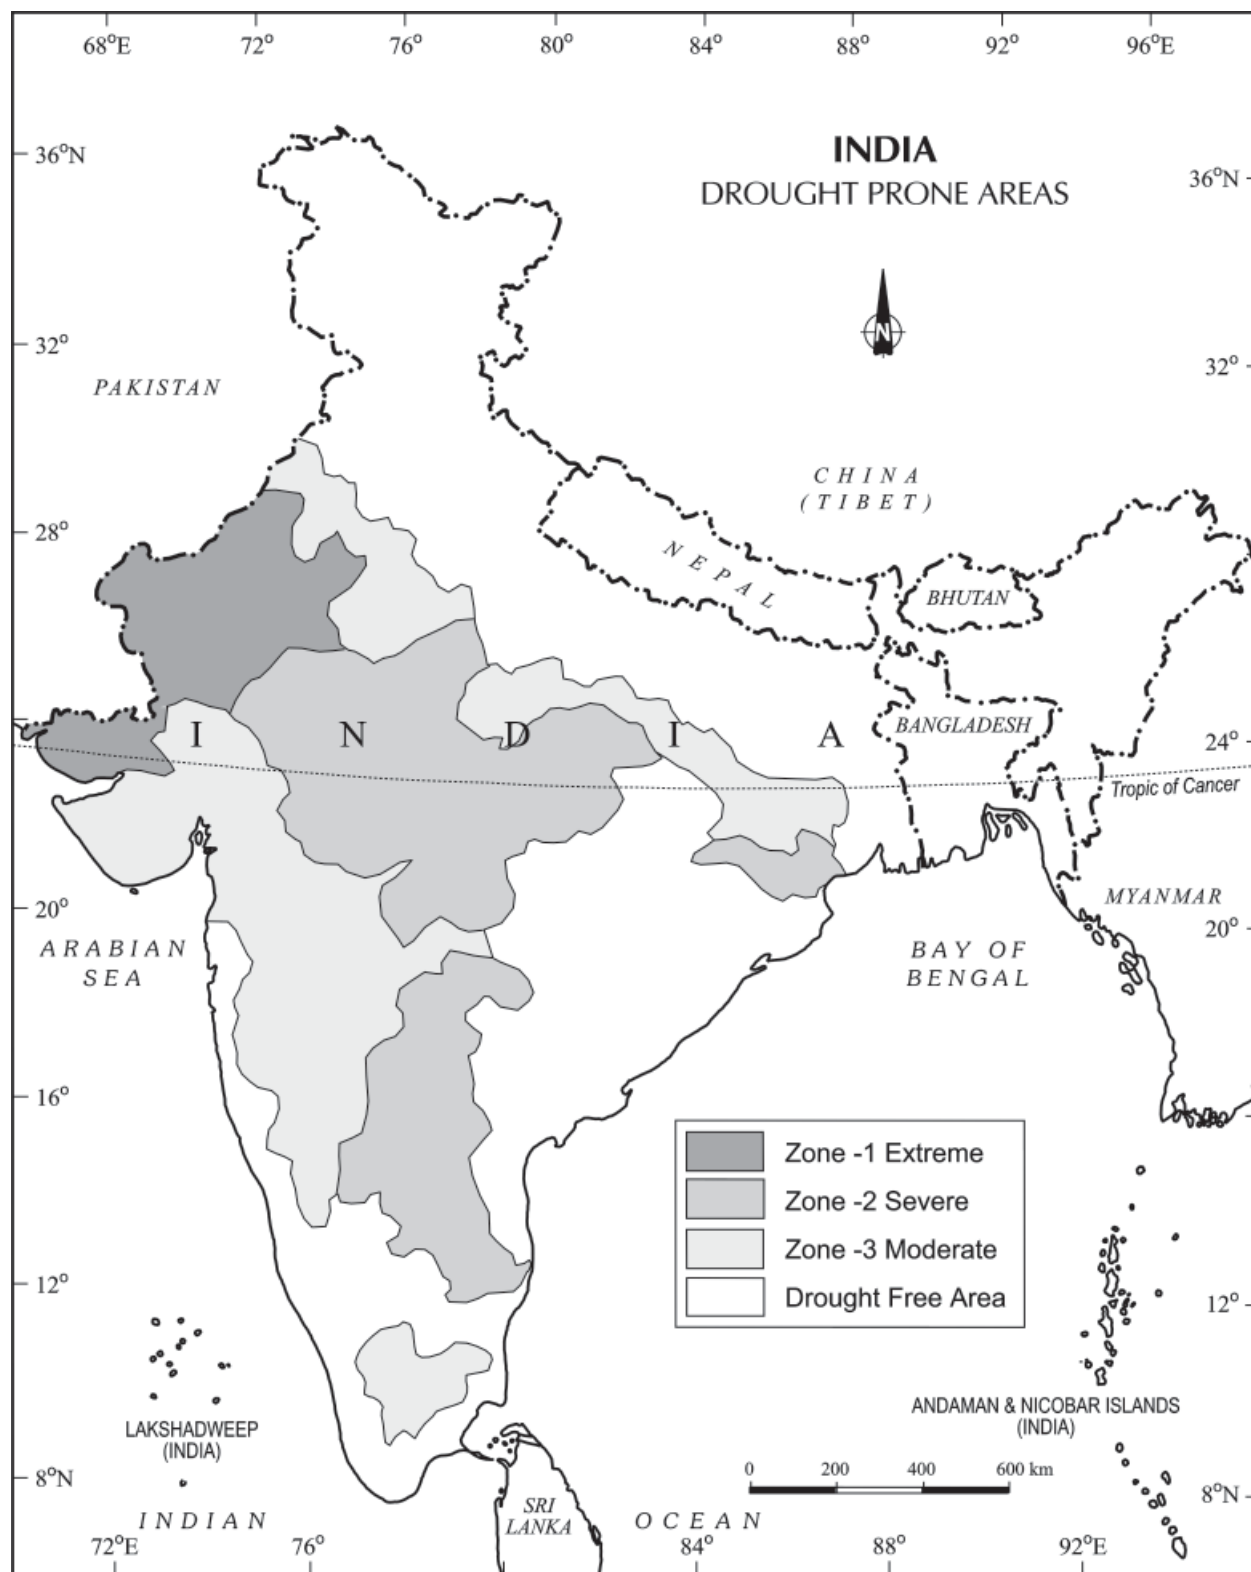 68°E 72° 76° 80° 84° 88° 92° 96°E
INDIA
DROUGHT PRONE AREAS
36°N
36°N
32°
32°
PAKISTAN
CHINA
(TIBET)
N
28°
NEPAL
BHUTAN
BANGLADESH
I N D I A
24°
Tropic of Cancer
MYANMAR
20°
20°
ARABIAN
SEA
BAY OF
BENGAL
16°
Zone -1 Extreme
Zone -2 Severe
Zone -3 Moderate
Drought Free Area
12°
12°
LAKSHADWEEP
(INDIA)
ANDAMAN & NICOBAR ISLANDS
(INDIA)
0 200 400 600 km
8°N
8°N
SRI
LANKA
INDIAN OCEAN
72°E 76° 84° 88° 92°E